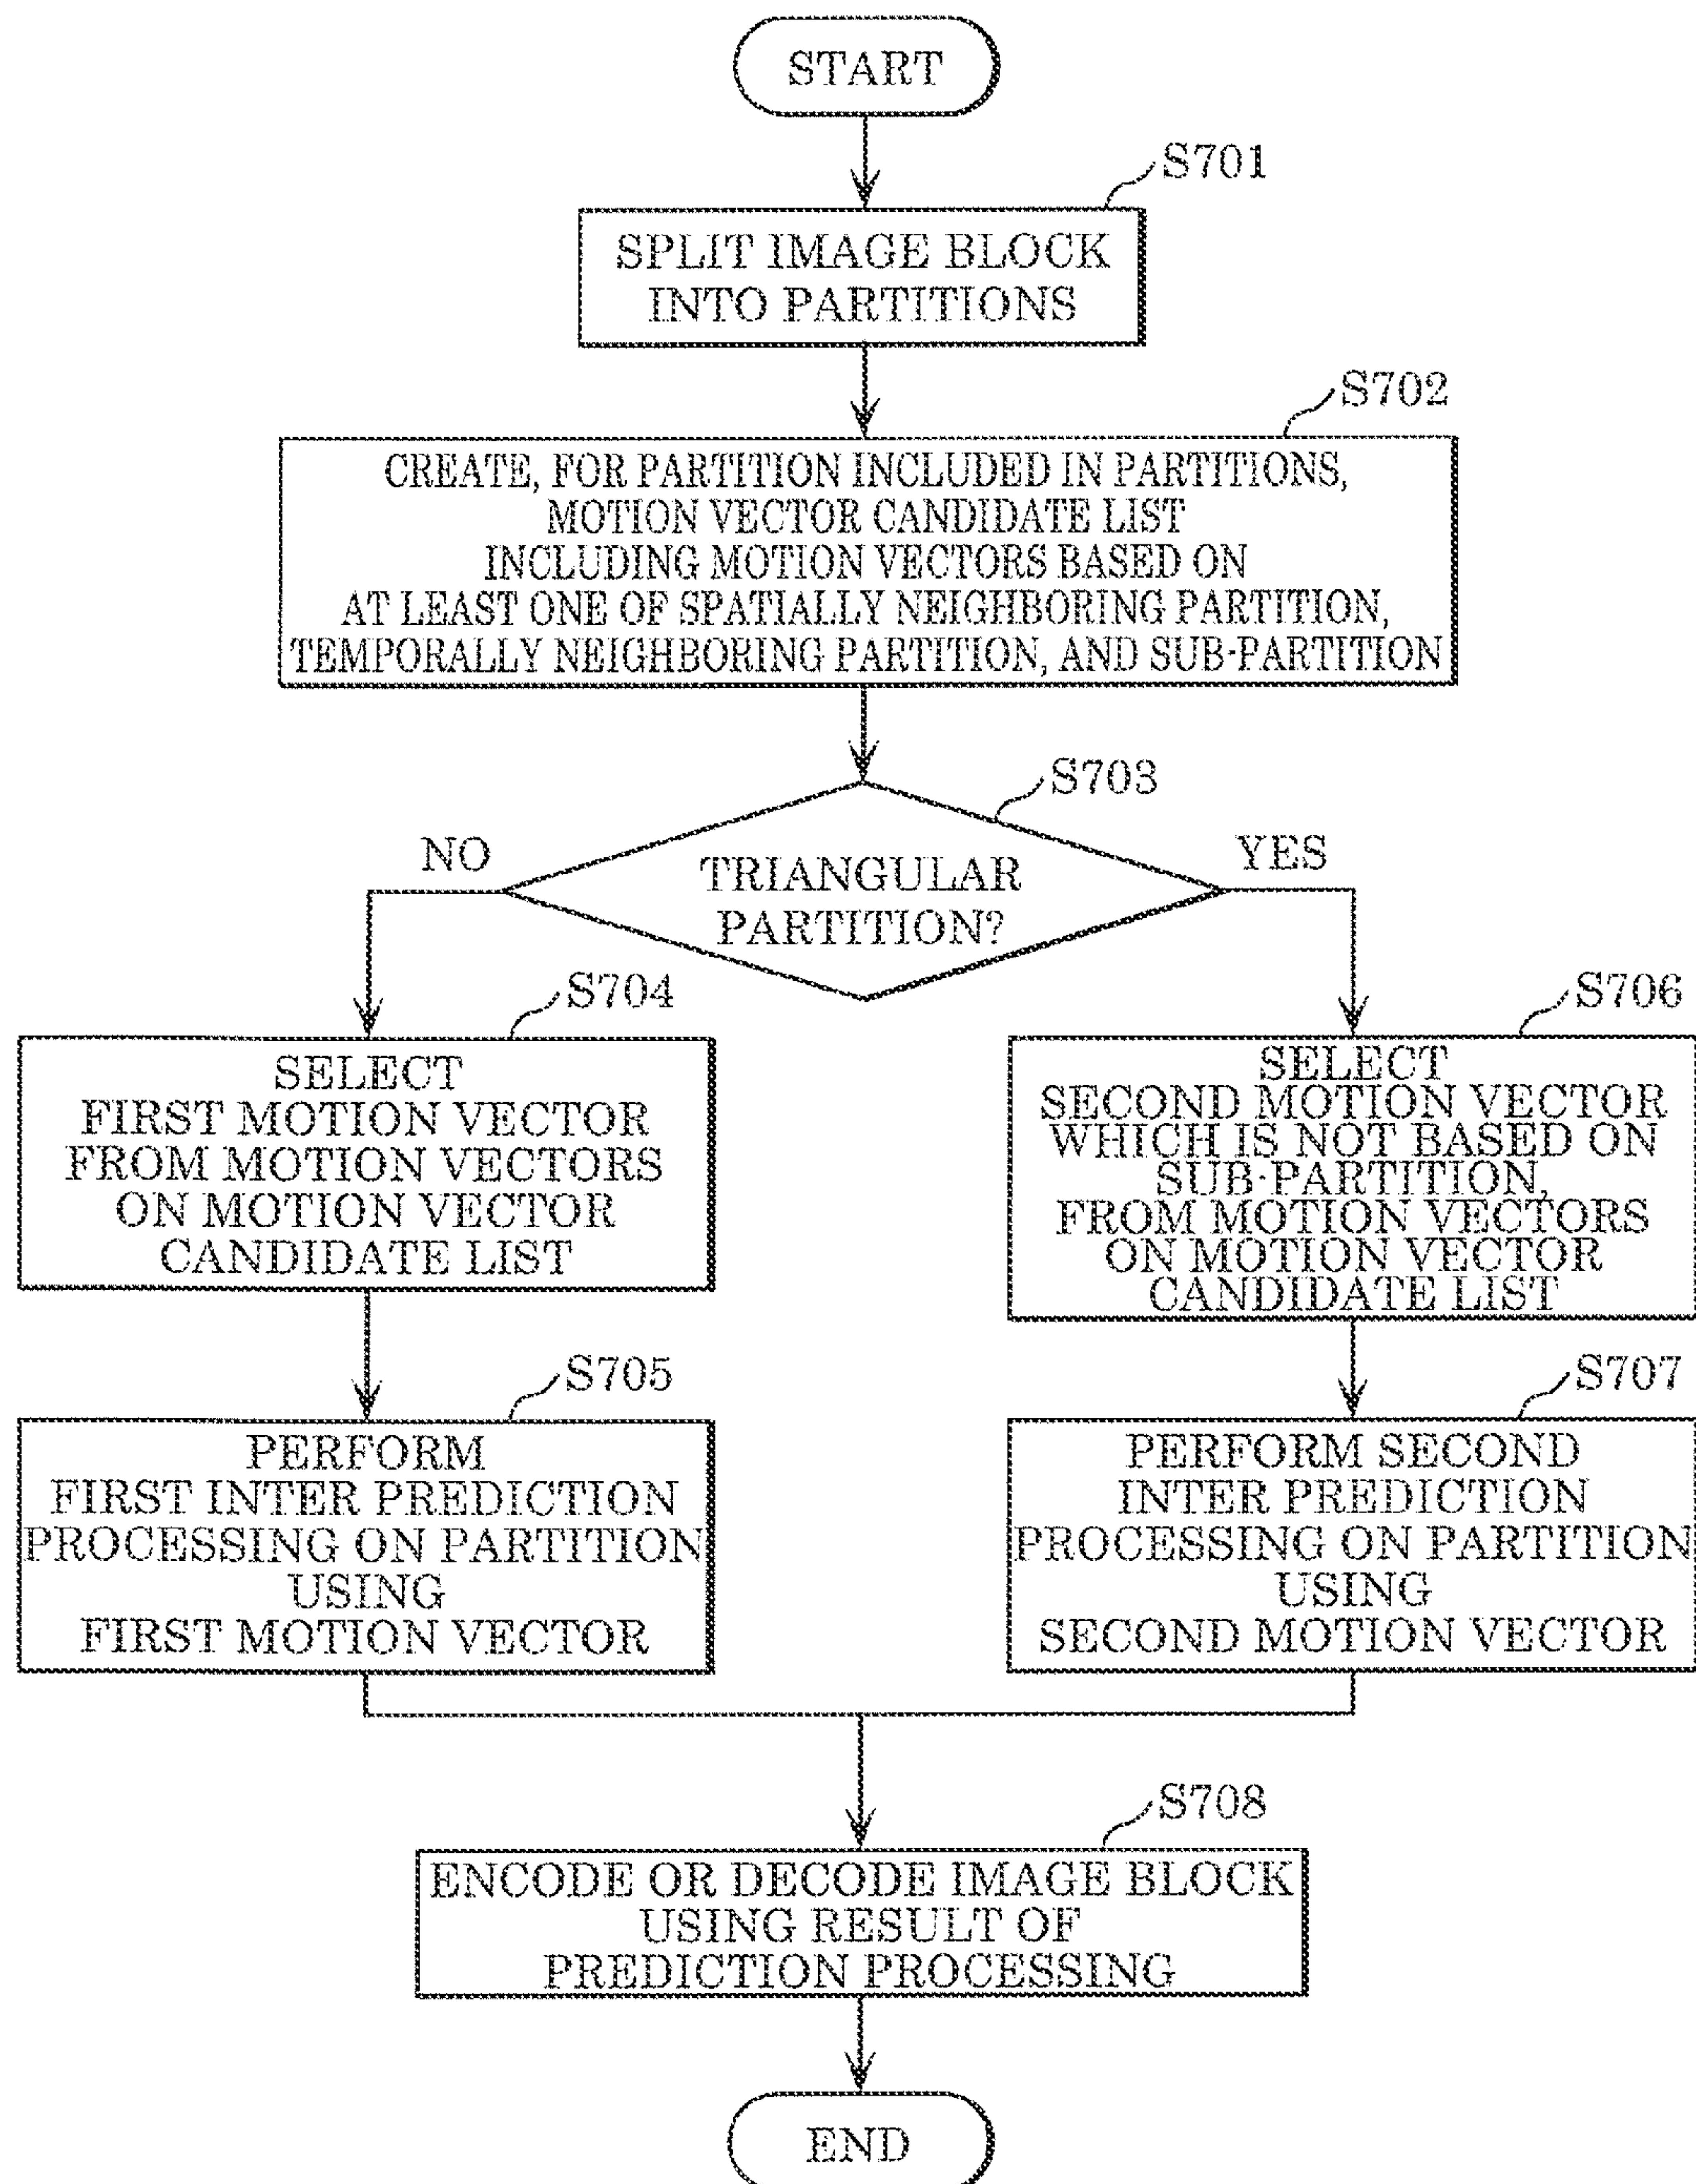 START
S701
SPLIT IMAGE BLOCK
INTO PARTITIONS
S702
CREATE, FOR PARTITION INCLUDED IN PARTITIONS,
MOTION VECTOR CANDIDATE LIST
INCLUDING MOTION VECTORS BASED ON
AT LEAST ONE OF SPATIALLY NEIGHBORING PARTITION,
TEMPORALLY NEIGHBORING PARTITION, AND SUB-PARTITION
S703
NO
YES
TRIANGULAR
PARTITION?
S704
SELECT
FIRST MOTION VECTOR
FROM MOTION VECTORS
ON MOTION VECTOR
CANDIDATE LIST
S706
SELECT
SECOND MOTION VECTOR
WHICH IS NOT BASED ON
SUB-PARTITION,
FROM MOTION VECTORS
ON MOTION VECTOR
CANDIDATE LIST
S705
PERFORM
FIRST INTER PREDICTION
PROCESSING ON PARTITION
USING
FIRST MOTION VECTOR
S707
PERFORM SECOND
INTER PREDICTION
PROCESSING ON PARTITION
USING
SECOND MOTION VECTOR
S708
ENCODE OR DECODE IMAGE BLOCK
USING RESULT OF
PREDICTION PROCESSING
END